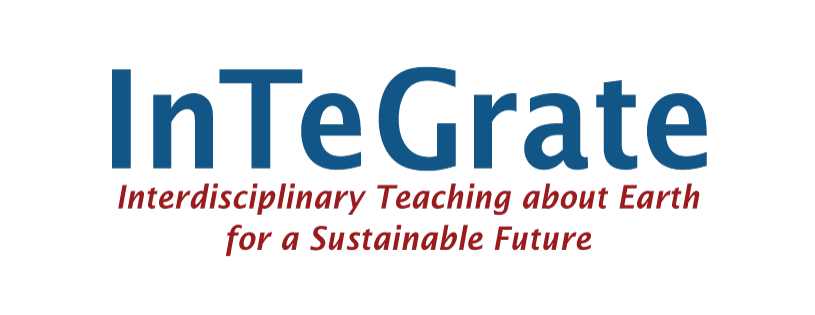 InTeGrate
Interdisciplinary Teaching about Earth
for a Sustainable Future